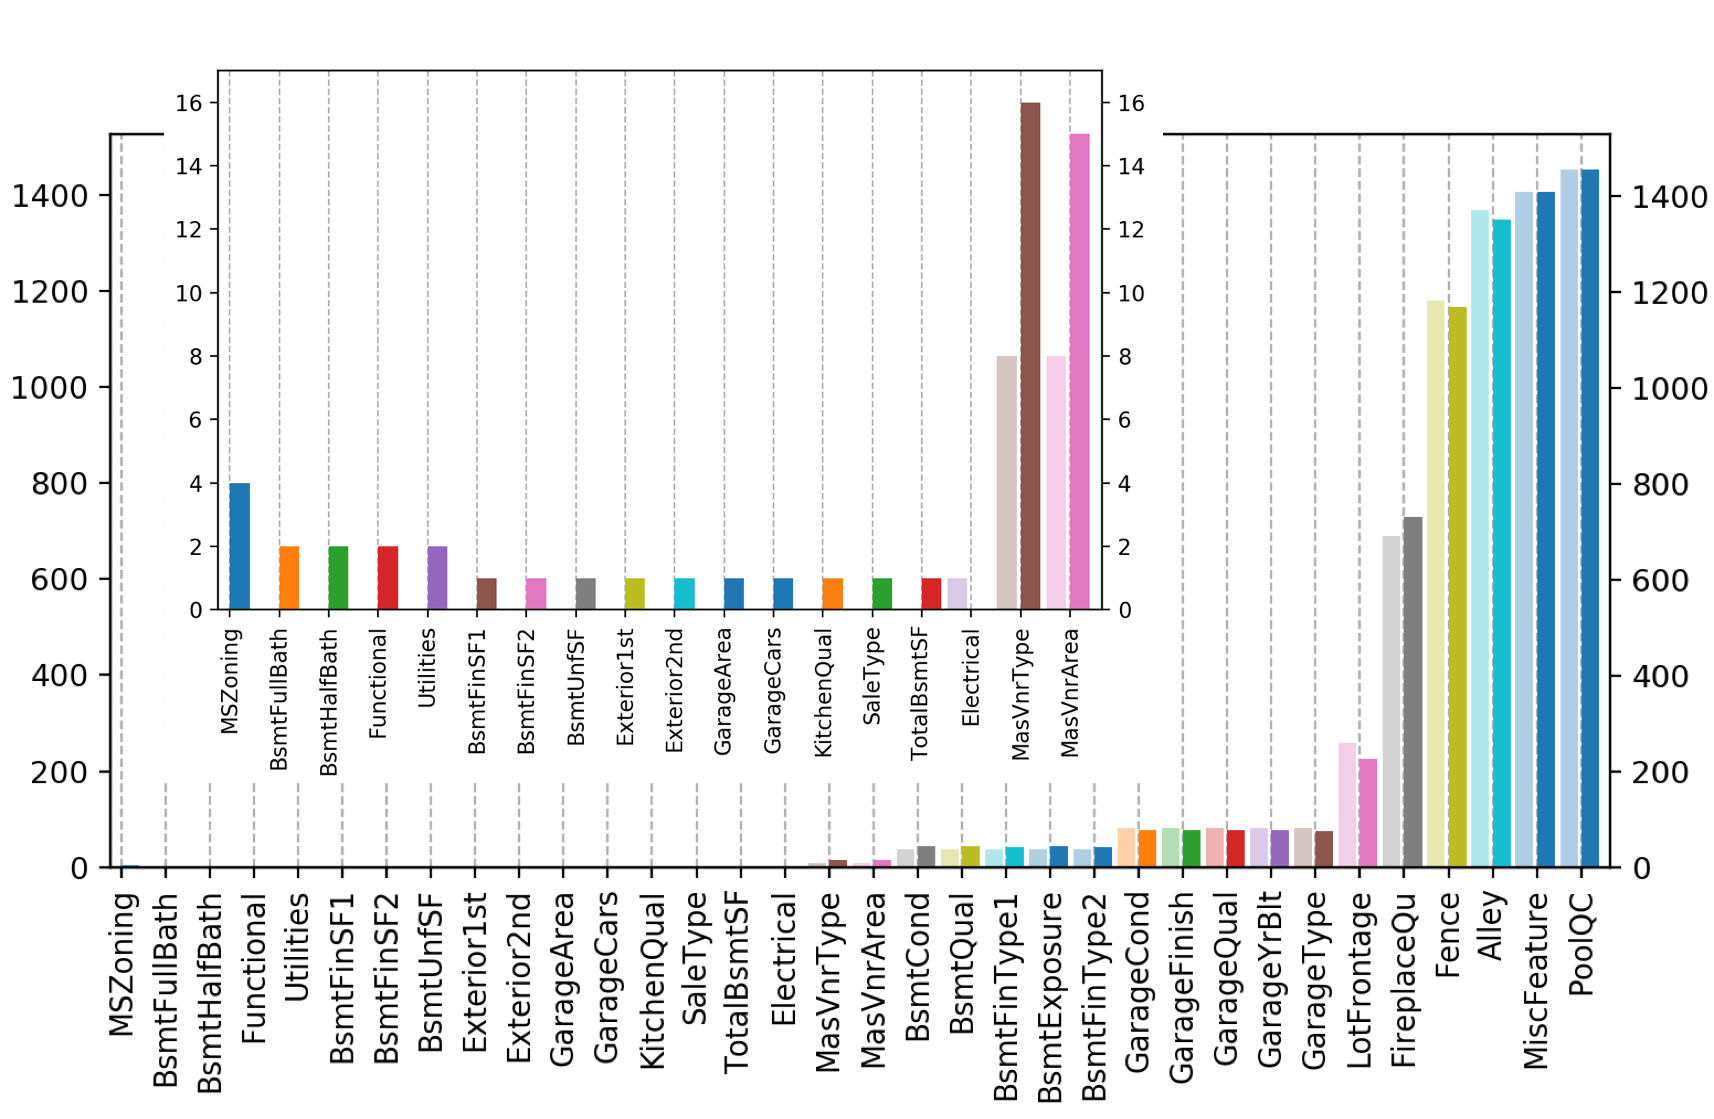 16
14
12
10
8
6
4
2
0
16
14
12
10
8
6
4
2
0
MSZoning
BsmtFullBath
BsmtHalfBath
Functional
Utilities
BsmtFinSF1
BsmtFinSF2
BsmtUnfSF
Exterior1st
Exterior2nd
GarageArea
GarageCars
KitchenQual
SaleType
TotalBsmtSF
Electrical
MasVnrType
MasVnrArea
1400
1200
1000
800
600
400
200
0
1400
1200
1000
800
600
400
200
0
MSZoning
BsmtFullBath
BsmtHalfBath
Functional
Utilities
BsmtFinSF1
BsmtFinSF2
BsmtUnfSF
Exterior1st
Exterior2nd
GarageArea
GarageCars
KitchenQual
SaleType
TotalBsmtSF
Electrical
MasVnrType
MasVnrArea
BsmtCond
BsmtQual
BsmtFinType1
BsmtExposure
BsmtFinType2
GarageCond
GarageFinish
GarageQual
GarageYrBlt
GarageType
LotFrontage
FireplaceQu
Fence
Alley
MiscFeature
PoolQC